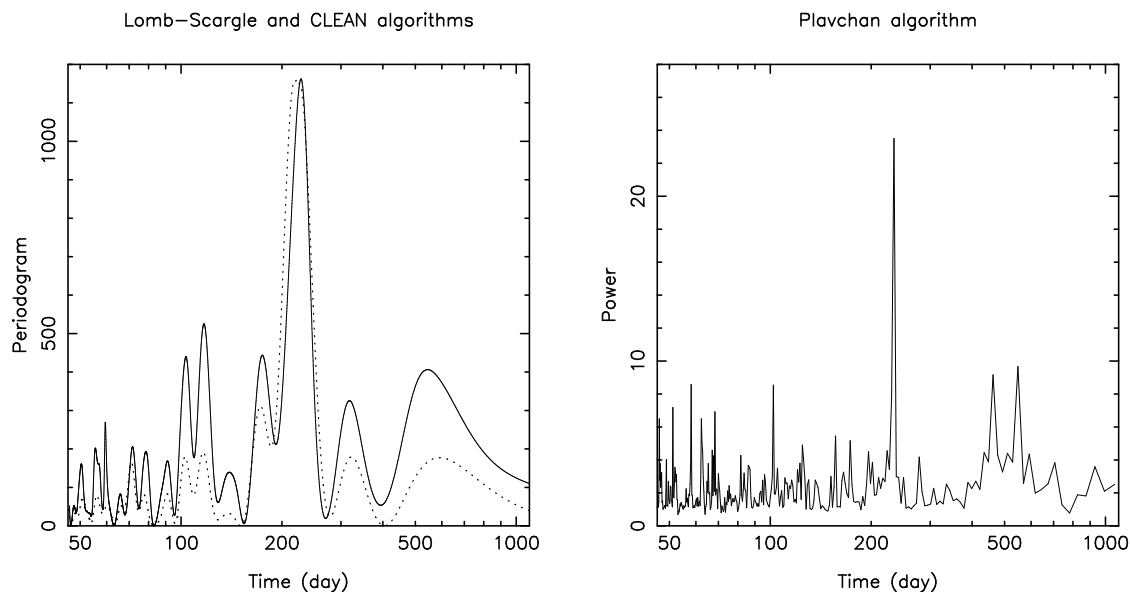 Lomb-Scargle and CLEAN algorithms
Periodogram
1000
500
0
50 100 200 500 1000
Time (day)
Plavchan algorithm
Power
20
10
0
50 100 200 500 1000
Time (day)